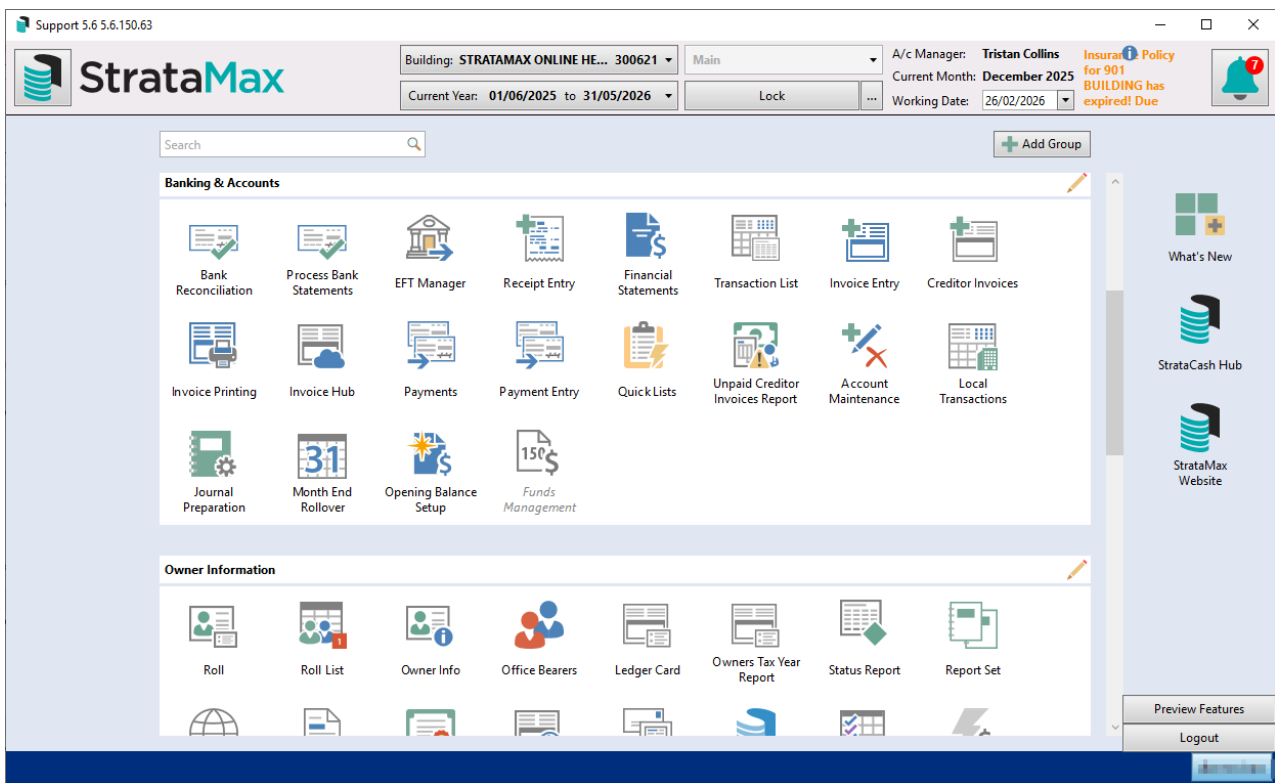 Support 5.6 5.6.150.63
StrataMax
Building: STRATAMAX ONLINE HE... 300621
Main
Current Year: 01/06/2025 to 31/05/2026
Lock
...
A/c Manager: Tristan Collins
Current Month: December 2025
Working Date: 26/02/2026
Insurance Policy
for 901
BUILDING has
expired! Due
7
Search
Add Group
Banking & Accounts
Bank
Reconciliation
Process Bank
Statements
EFT Manager
Receipt Entry
Financial
Statements
Transaction List
Invoice Entry
Creditor Invoices
Invoice Printing
Invoice Hub
Payments
Payment Entry
Quick Lists
Unpaid Creditor
Invoices Report
Account
Maintenance
Local
Transactions
31
150
Journal
Preparation
Month End
Rollover
Opening Balance
Setup
Funds
Management
What's New
StrataCash Hub
StrataMax
Website
Owner Information
1
Roll
Roll List
Owner Info
Office Bearers
Ledger Card
Owners Tax Year
Report
Status Report
Report Set
Preview Features
Logout